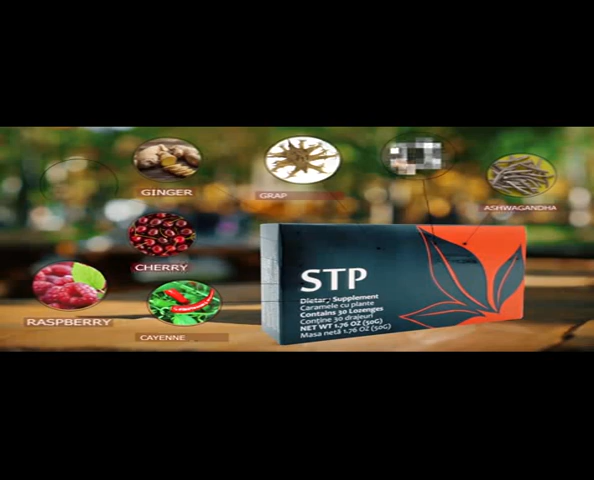 GINGER
GRAP
ASHWAGANDHA
CHERRY
RASPBERRY
CAYENNE
STP
Dietary Supplement
Caramele cu plante
Contains 30 Lozenges
Conține 30 drajeuri
NET WT 1.76 OZ (50G)
Masa netă 1.76 OZ (50G)